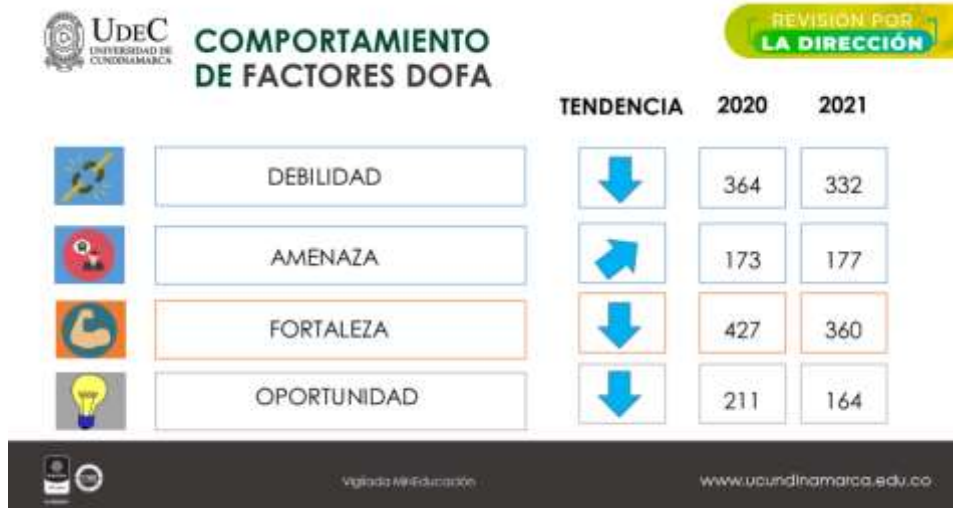 UDEC
UNIVERSIDAD DE
CUNDINAMARCA
COMPORTAMIENTO
DE FACTORES DOFA
REVISIÓN POR
LA DIRECCIÓN
TENDENCIA 2020 2021
DEBILIDAD 364 332
AMENAZA 173 177
FORTALEZA 427 360
OPORTUNIDAD 211 164
Vigilada MinEducación
www.ucundinamarca.edu.co